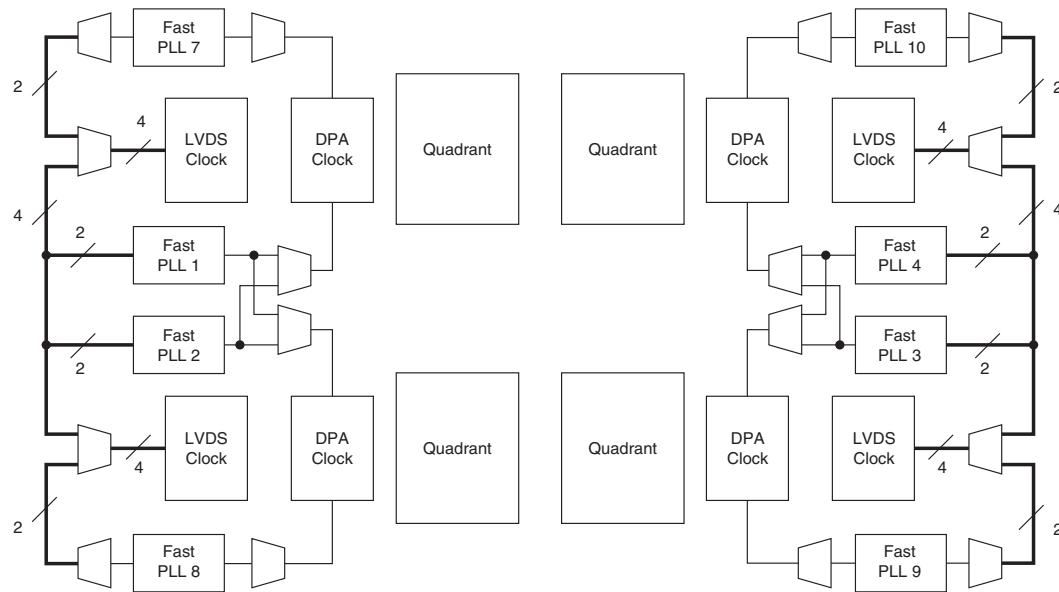 Fast
PLL 7
Fast
PLL 10
2
2
4
LVDS
Clock
DPA
Clock
Quadrant
Quadrant
DPA
Clock
LVDS
Clock
4
4
4
2
Fast
PLL 1
Fast
PLL 4
2
2
Fast
PLL 2
Fast
PLL 3
2
4
LVDS
Clock
DPA
Clock
Quadrant
Quadrant
DPA
Clock
LVDS
Clock
4
2
2
Fast
PLL 8
Fast
PLL 9